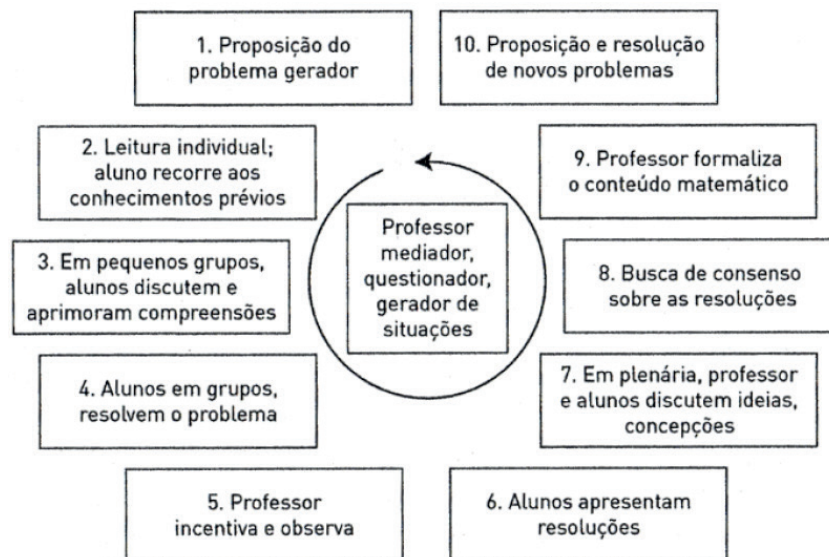 1. Proposição do
problema gerador
2. Leitura individual;
aluno recorre aos
conhecimentos prévios
3. Em pequenos grupos,
alunos discutem e
aprimoram compreensões
4. Alunos em grupos,
resolvem o problema
5. Professor
incentiva e observa
6. Alunos apresentam
resoluções
7. Em plenária, professor
e alunos discutem ideias,
concepções
8. Busca de consenso
sobre as resoluções
9. Professor formaliza
o conteúdo matemático
10. Proposição e resolução
de novos problemas
Professor
mediador,
questionador,
gerador de
situações